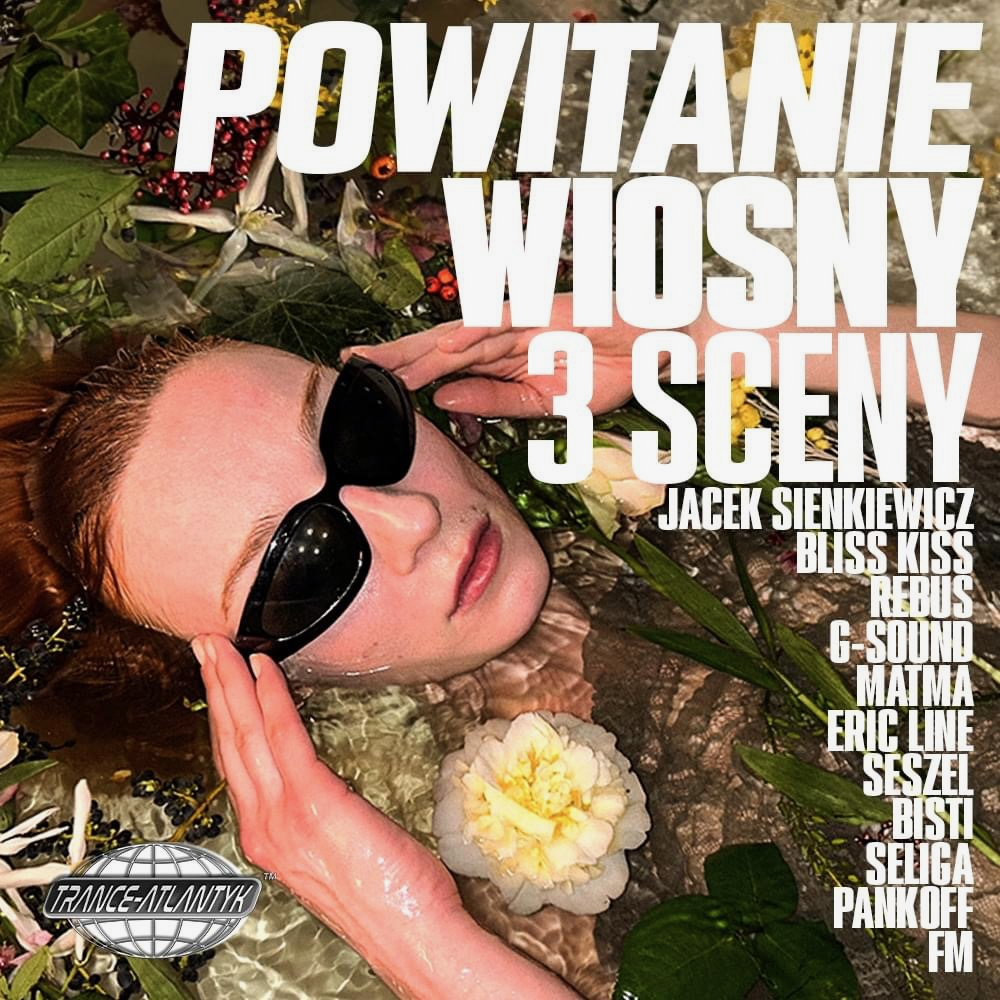 POWITANIE
WIOSNY
3 SCENY
JACEK SIENKIEWICZ
BLISS KISS
REBUS
G-SOUND
MATMA
ERIC LINE
SESZEL
BISTI
SELIGA
PANKOFF
FM
TRANCE-ATLANTYK™